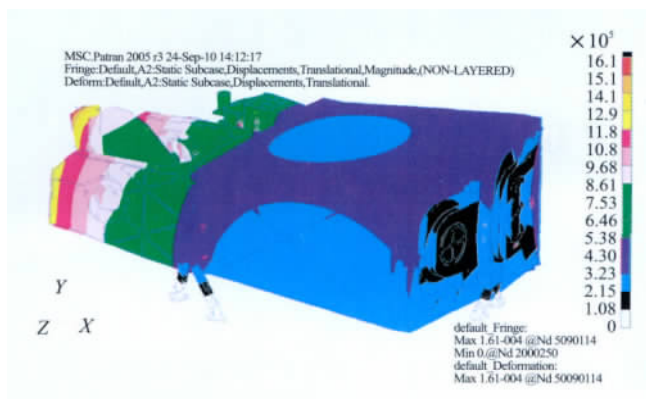 MSC.Patran 2005 r3 24-Sep-10 14:12:17
Fringe:Default,A2:Static Subcase,Displacements,Translational,Magnitude,(NON-LAYERED)
Deform:Default,A2:Static Subcase,Displacements,Translational.
×10⁵
16.1
15.1
14.1
12.9
11.8
10.8
9.68
8.61
7.53
6.46
5.38
4.30
3.23
2.15
1.08
0
Y
Z X
default_Fringe:
Max 1.61-004 @Nd 5090114
Min 0.@Nd 2000250
default_Deformation:
Max 1.61-004 @Nd 50090114